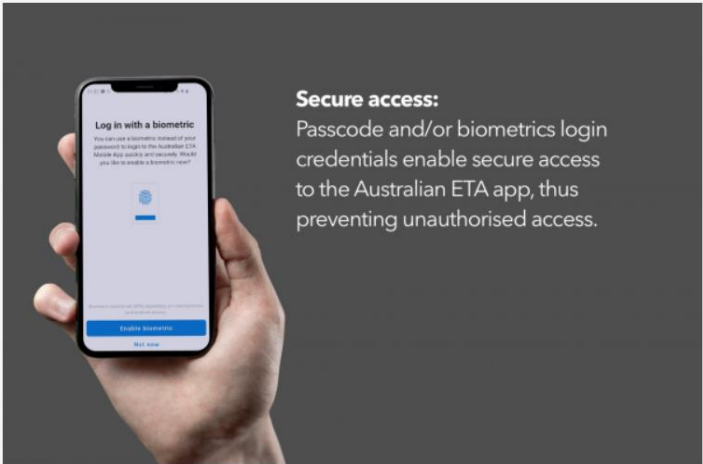 Log in with a biometric
You can use a biometric instead of your
password to login to the Australian ETA
Mobile App quickly and securely. Would
you like to enable a biometric now?
Enable biometric
Not now
Secure access:
Passcode and/or biometrics login
credentials enable secure access
to the Australian ETA app, thus
preventing unauthorised access.